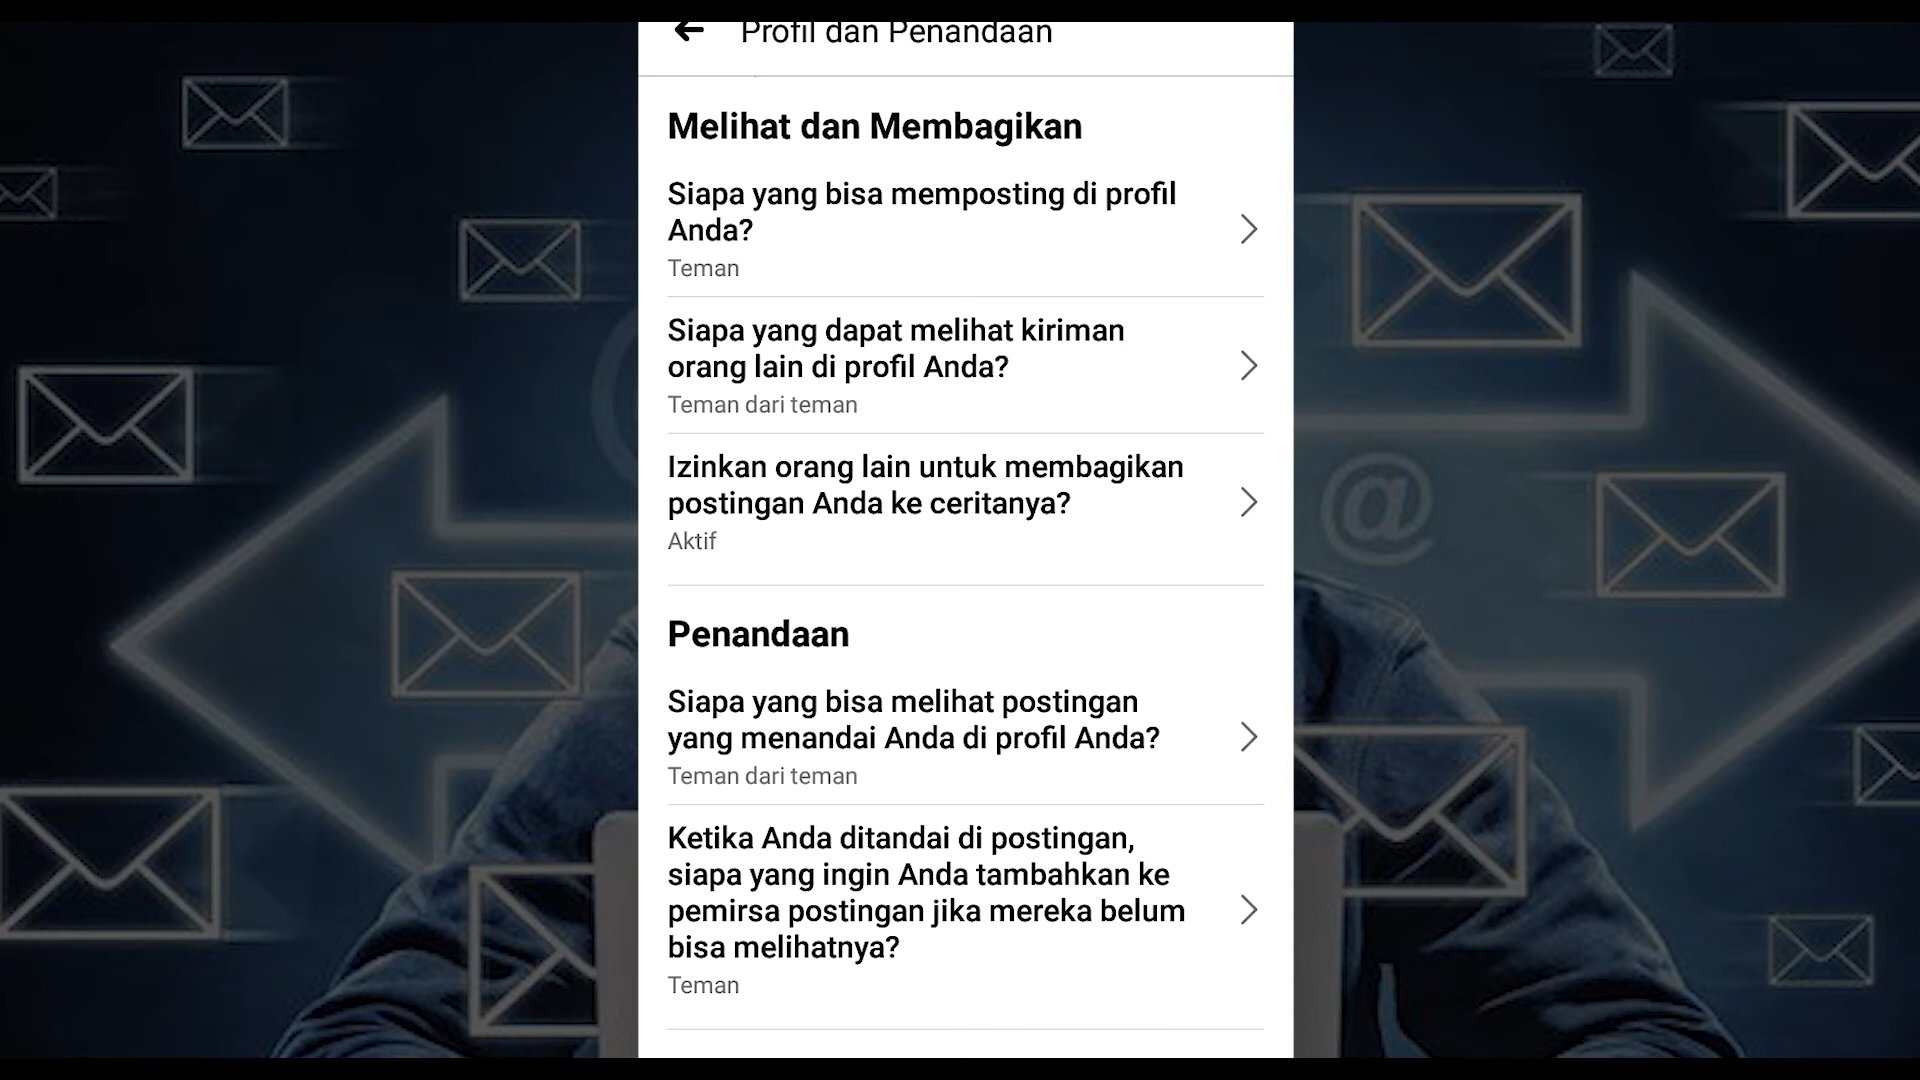 Profil dan Penandaan
Melihat dan Membagikan
Siapa yang bisa memposting di profil
Anda?
Teman
Siapa yang dapat melihat kiriman
orang lain di profil Anda?
Teman dari teman
Izinkan orang lain untuk membagikan
postingan Anda ke ceritanya?
Aktif
Penandaan
Siapa yang bisa melihat postingan
yang menandai Anda di profil Anda?
Teman dari teman
Ketika Anda ditandai di postingan,
siapa yang ingin Anda tambahkan ke
pemirsa postingan jika mereka belum
bisa melihatnya?
Teman
@